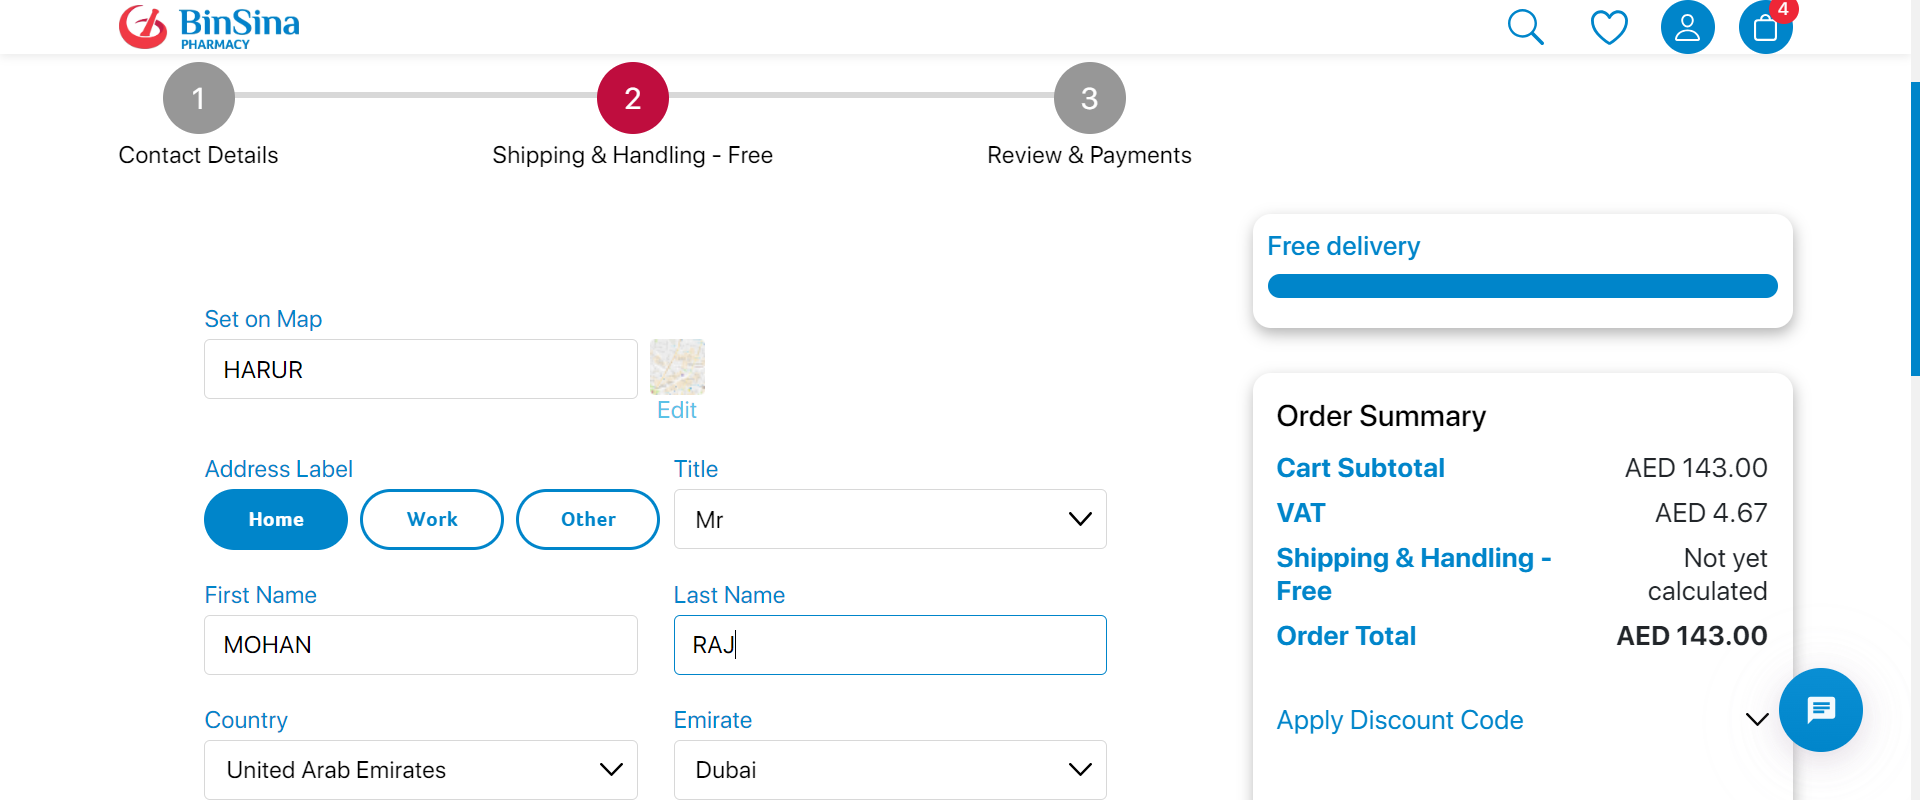 BinSina
PHARMACY
4
1
2
3
Contact Details
Shipping & Handling - Free
Review & Payments
Set on Map
HARUR
Edit
Address Label
Title
Home
Work
Other
Mr
First Name
Last Name
MOHAN
RAJ
Country
Emirate
United Arab Emirates
Dubai
Free delivery
Order Summary
Cart Subtotal AED 143.00
VAT AED 4.67
Shipping & Handling - Not yet
Free calculated
Order Total AED 143.00
Apply Discount Code